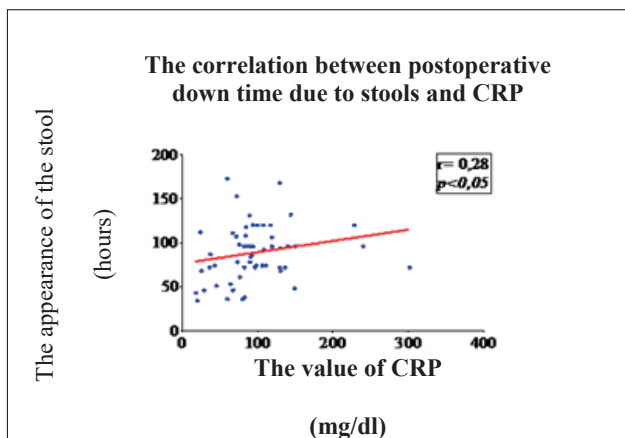 The correlation between postoperative
down time due to stools and CRP
The appearance of the stool
(hours)
200
150
100
50
0
r= 0,28
p<0,05
0 100 200 300 400
The value of CRP
(mg/dl)